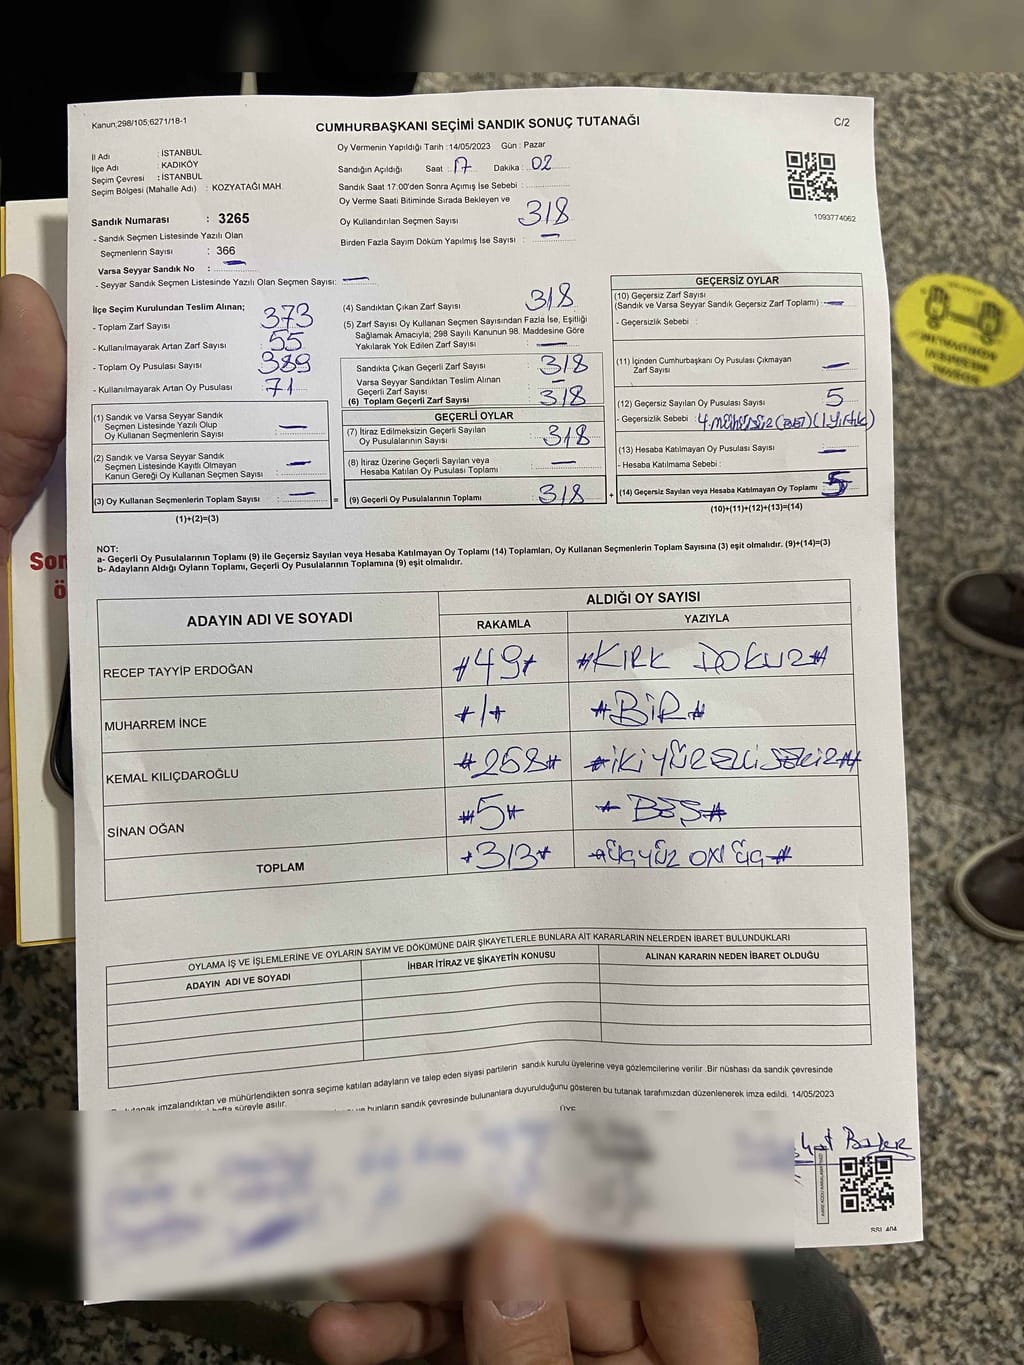 Kanun;298/105;6271/18-1
CUMHURBAŞKANI SEÇİMİ SANDIK SONUÇ TUTANAĞI
C/2
İl Adı : İSTANBUL
İlçe Adı : KADIKÖY
Seçim Çevresi : İSTANBUL
Seçim Bölgesi (Mahalle Adı) : KOZYATAĞI MAH.
Sandık Numarası : 3265
- Sandık Seçmen Listesinde Yazılı Olan
Seçmenlerin Sayısı : 366
Varsa Seyyar Sandık No : —
- Seyyar Sandık Seçmen Listesinde Yazılı Olan Seçmen Sayısı: —
Oy Vermenin Yapıldığı Tarih : 14/05/2023 Gün : Pazar
Sandığın Açıldığı Saat 17 Dakika : 02
Sandık Saat 17:00'den Sonra Açımış İse Sebebi :
Oy Verme Saati Bitiminde Sırada Bekleyen ve
Oy Kullandırılan Seçmen Sayısı 318
Birden Fazla Sayım Döküm Yapılmış İse Sayısı : —
1093774062
İlçe Seçim Kurulundan Teslim Alınan;
- Toplam Zarf Sayısı 373
- Kullanılmayarak Artan Zarf Sayısı 55
- Toplam Oy Pusulası Sayısı 389
- Kullanılmayarak Artan Oy Pusulası 71
(1) Sandık ve Varsa Seyyar Sandık
Seçmen Listesinde Yazılı Olup
Oy Kullanan Seçmenlerin Sayısı : —
(2) Sandık ve Varsa Seyyar Sandık
Seçmen Listesinde Kayıtlı Olmayan
Kanun Gereği Oy Kullanan Seçmen Sayısı : —
(3) Oy Kullanan Seçmenlerin Toplam Sayısı : — =
(1)+(2)=(3)
(4) Sandıktan Çıkan Zarf Sayısı 318
(5) Zarf Sayısı Oy Kullanan Seçmen Sayısından Fazla İse, Eşitliği
Sağlamak Amacıyla; 298 Sayılı Kanunun 98. Maddesine Göre
Yakılarak Yok Edilen Zarf Sayısı : —
Sandıkta Çıkan Geçerli Zarf Sayısı 318
Varsa Seyyar Sandıktan Teslim Alınan
Geçerli Zarf Sayısı : —
(6) Toplam Geçerli Zarf Sayısı : 318
GEÇERLİ OYLAR
(7) İtiraz Edilmeksizin Geçerli Sayılan
Oy Pusulalarının Sayısı : 318
(8) İtiraz Üzerine Geçerli Sayılan veya
Hesaba Katılan Oy Pusulası Toplamı : —
(9) Geçerli Oy Pusulalarının Toplamı 318 +
GEÇERSİZ OYLAR
(10) Geçersiz Zarf Sayısı
(Sandık ve Varsa Seyyar Sandık Geçersiz Zarf Toplamı) : —
- Geçersizlik Sebebi :
(11) İçinden Cumhurbaşkanı Oy Pusulası Çıkmayan
Zarf Sayısı —
(12) Geçersiz Sayılan Oy Pusulası Sayısı 5
- Geçersizlik Sebebi : 4 mühürsüz (1 yırtık)
(13) Hesaba Katılmayan Oy Pusulası Sayısı —
- Hesaba Katılmama Sebebi :
(14) Geçersiz Sayılan veya Hesaba Katılmayan Oy Toplamı : 5
(10)+(11)+(12)+(13)=(14)
NOT:
a- Geçerli Oy Pusulalarının Toplamı (9) ile Geçersiz Sayılan veya Hesaba Katılmayan Oy Toplamı (14) Toplamları, Oy Kullanan Seçmenlerin Toplam Sayısına (3) eşit olmalıdır. (9)+(14)=(3)
b- Adayların Aldığı Oyların Toplamı, Geçerli Oy Pusulalarının Toplamına (9) eşit olmalıdır.
ADAYIN ADI VE SOYADI
ALDIĞI OY SAYISI
RAKAMLA YAZIYLA
RECEP TAYYİP ERDOĞAN #49# #KIRK DOKUZ#
MUHARREM İNCE #1# #BİR#
KEMAL KILIÇDAROĞLU #258# #İKİYÜZELLİSEKİZ#
SİNAN OĞAN #5# #BEŞ#
TOPLAM #313# #ÜÇYÜZ ON ÜÇ#
OYLAMA İŞ VE İŞLEMLERİNE VE OYLARIN SAYIM VE DÖKÜMÜNE DAİR ŞİKAYETLERLE BUNLARA AİT KARARLARIN NELERDEN İBARET BULUNDUKLARI
ADAYIN ADI VE SOYADI İHBAR İTİRAZ VE ŞİKAYETİN KONUSU ALINAN KARARIN NEDEN İBARET OLDUĞU
imzalandıktan ve mühürlendikten sonra seçime katılan adayların ve talep eden siyasi partilerin sandık kurulu üyelerine veya gözlemcilerine verilir .Bir nüshası da sandık çevresinde
süreyle asılır.
bunların sandık çevresinde bulunanlara duyurulduğunu gösteren bu tutanak tarafımızdan düzenlenerek imza edildi. 14/05/2023
ÜYE